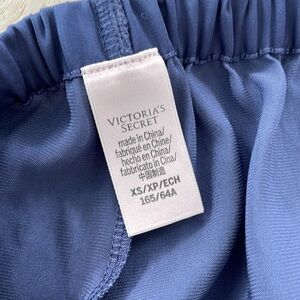 VICTORIA'S
SECRET
made in China/
fabriqué en Chine/
hecho en China/
fabbricato in Cina/
中国制造
XS/XP/ECH
165/64A